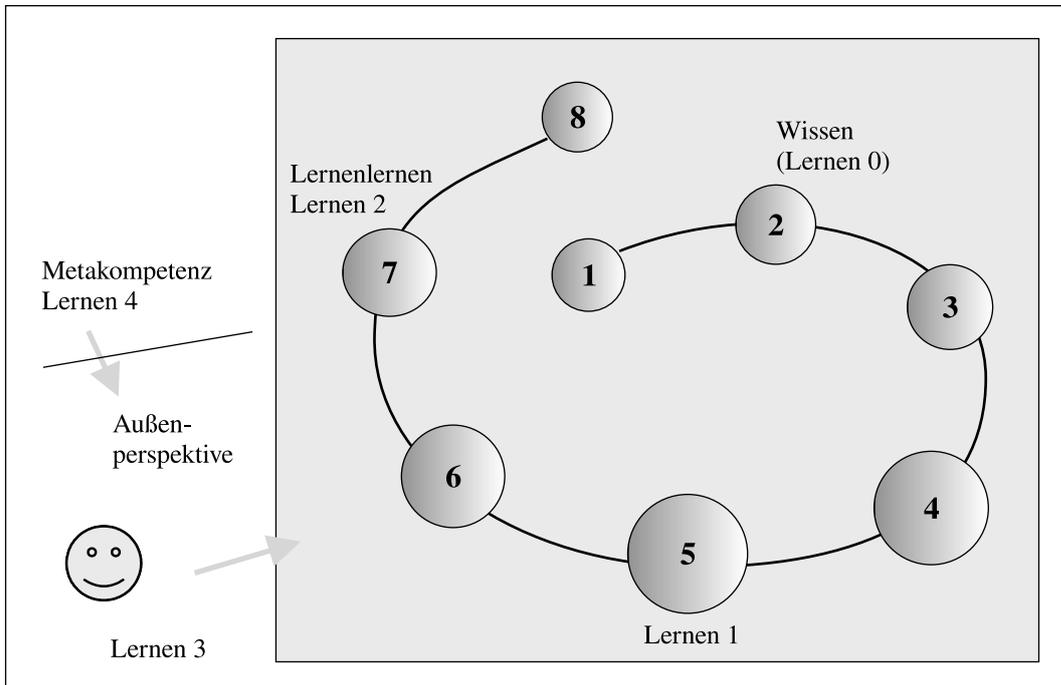 8
Wissen
(Lernen 0)
Lernenlernen
Lernen 2
2
7
1
3
Metakompetenz
Lernen 4
Außen-
perspektive
6
4
5
Lernen 3
Lernen 1